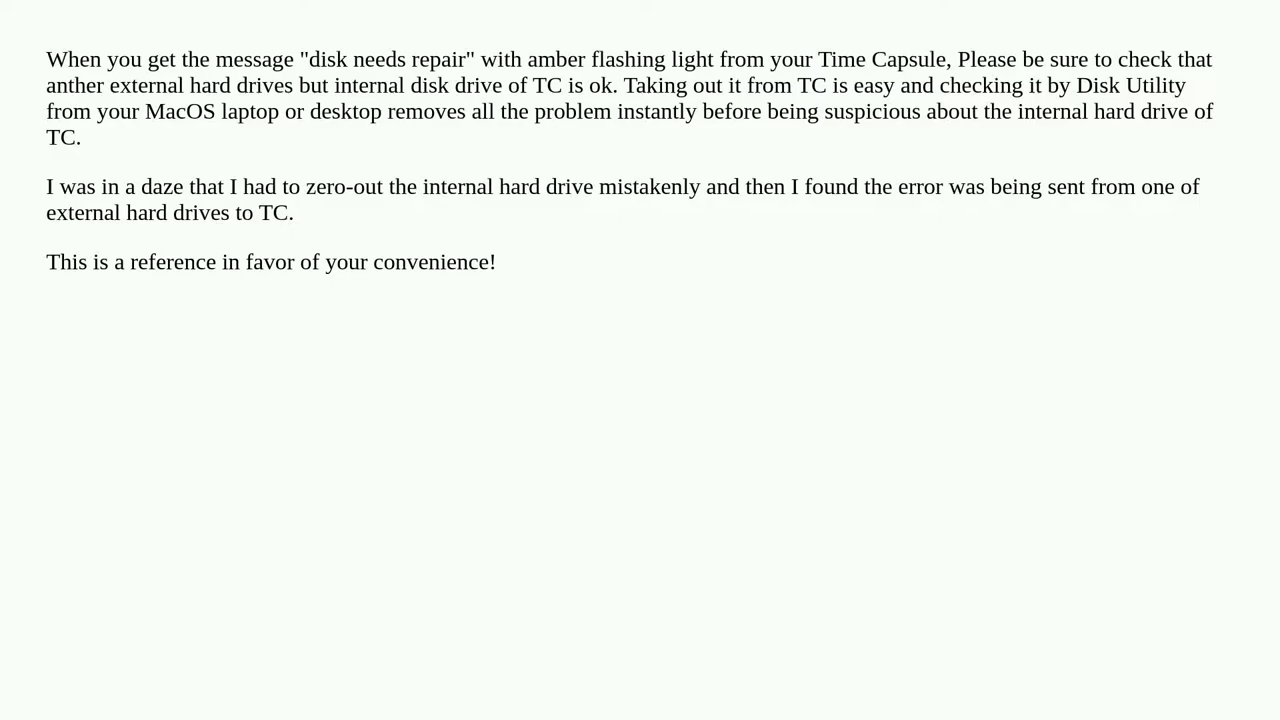 When you get the message "disk needs repair" with amber flashing light from your Time Capsule, Please be sure to check that
anther external hard drives but internal disk drive of TC is ok. Taking out it from TC is easy and checking it by Disk Utility
from your MacOS laptop or desktop removes all the problem instantly before being suspicious about the internal hard drive of
TC.
I was in a daze that I had to zero-out the internal hard drive mistakenly and then I found the error was being sent from one of
external hard drives to TC.
This is a reference in favor of your convenience!